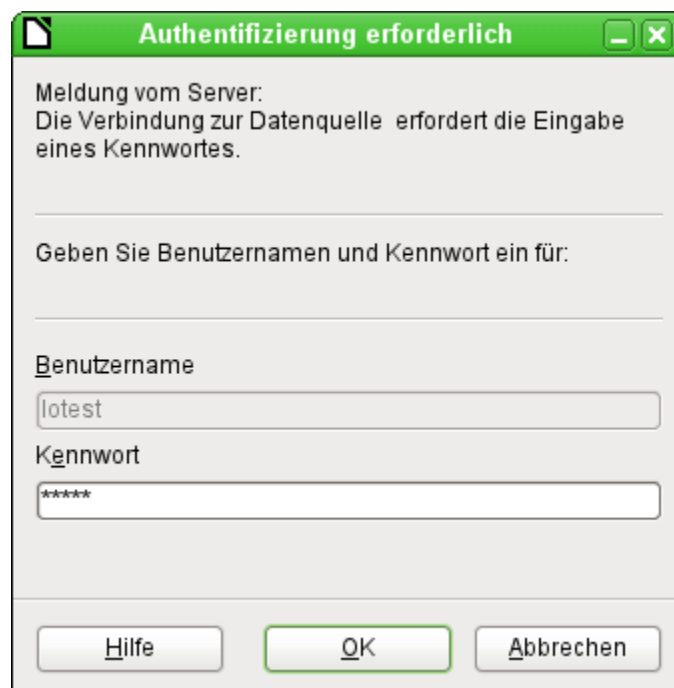 Authentifizierung erforderlich
Meldung vom Server:
Die Verbindung zur Datenquelle  erfordert die Eingabe
eines Kennwortes.
Geben Sie Benutzernamen und Kennwort ein für:
Benutzername
lotest
Kennwort
*****
Hilfe OK Abbrechen